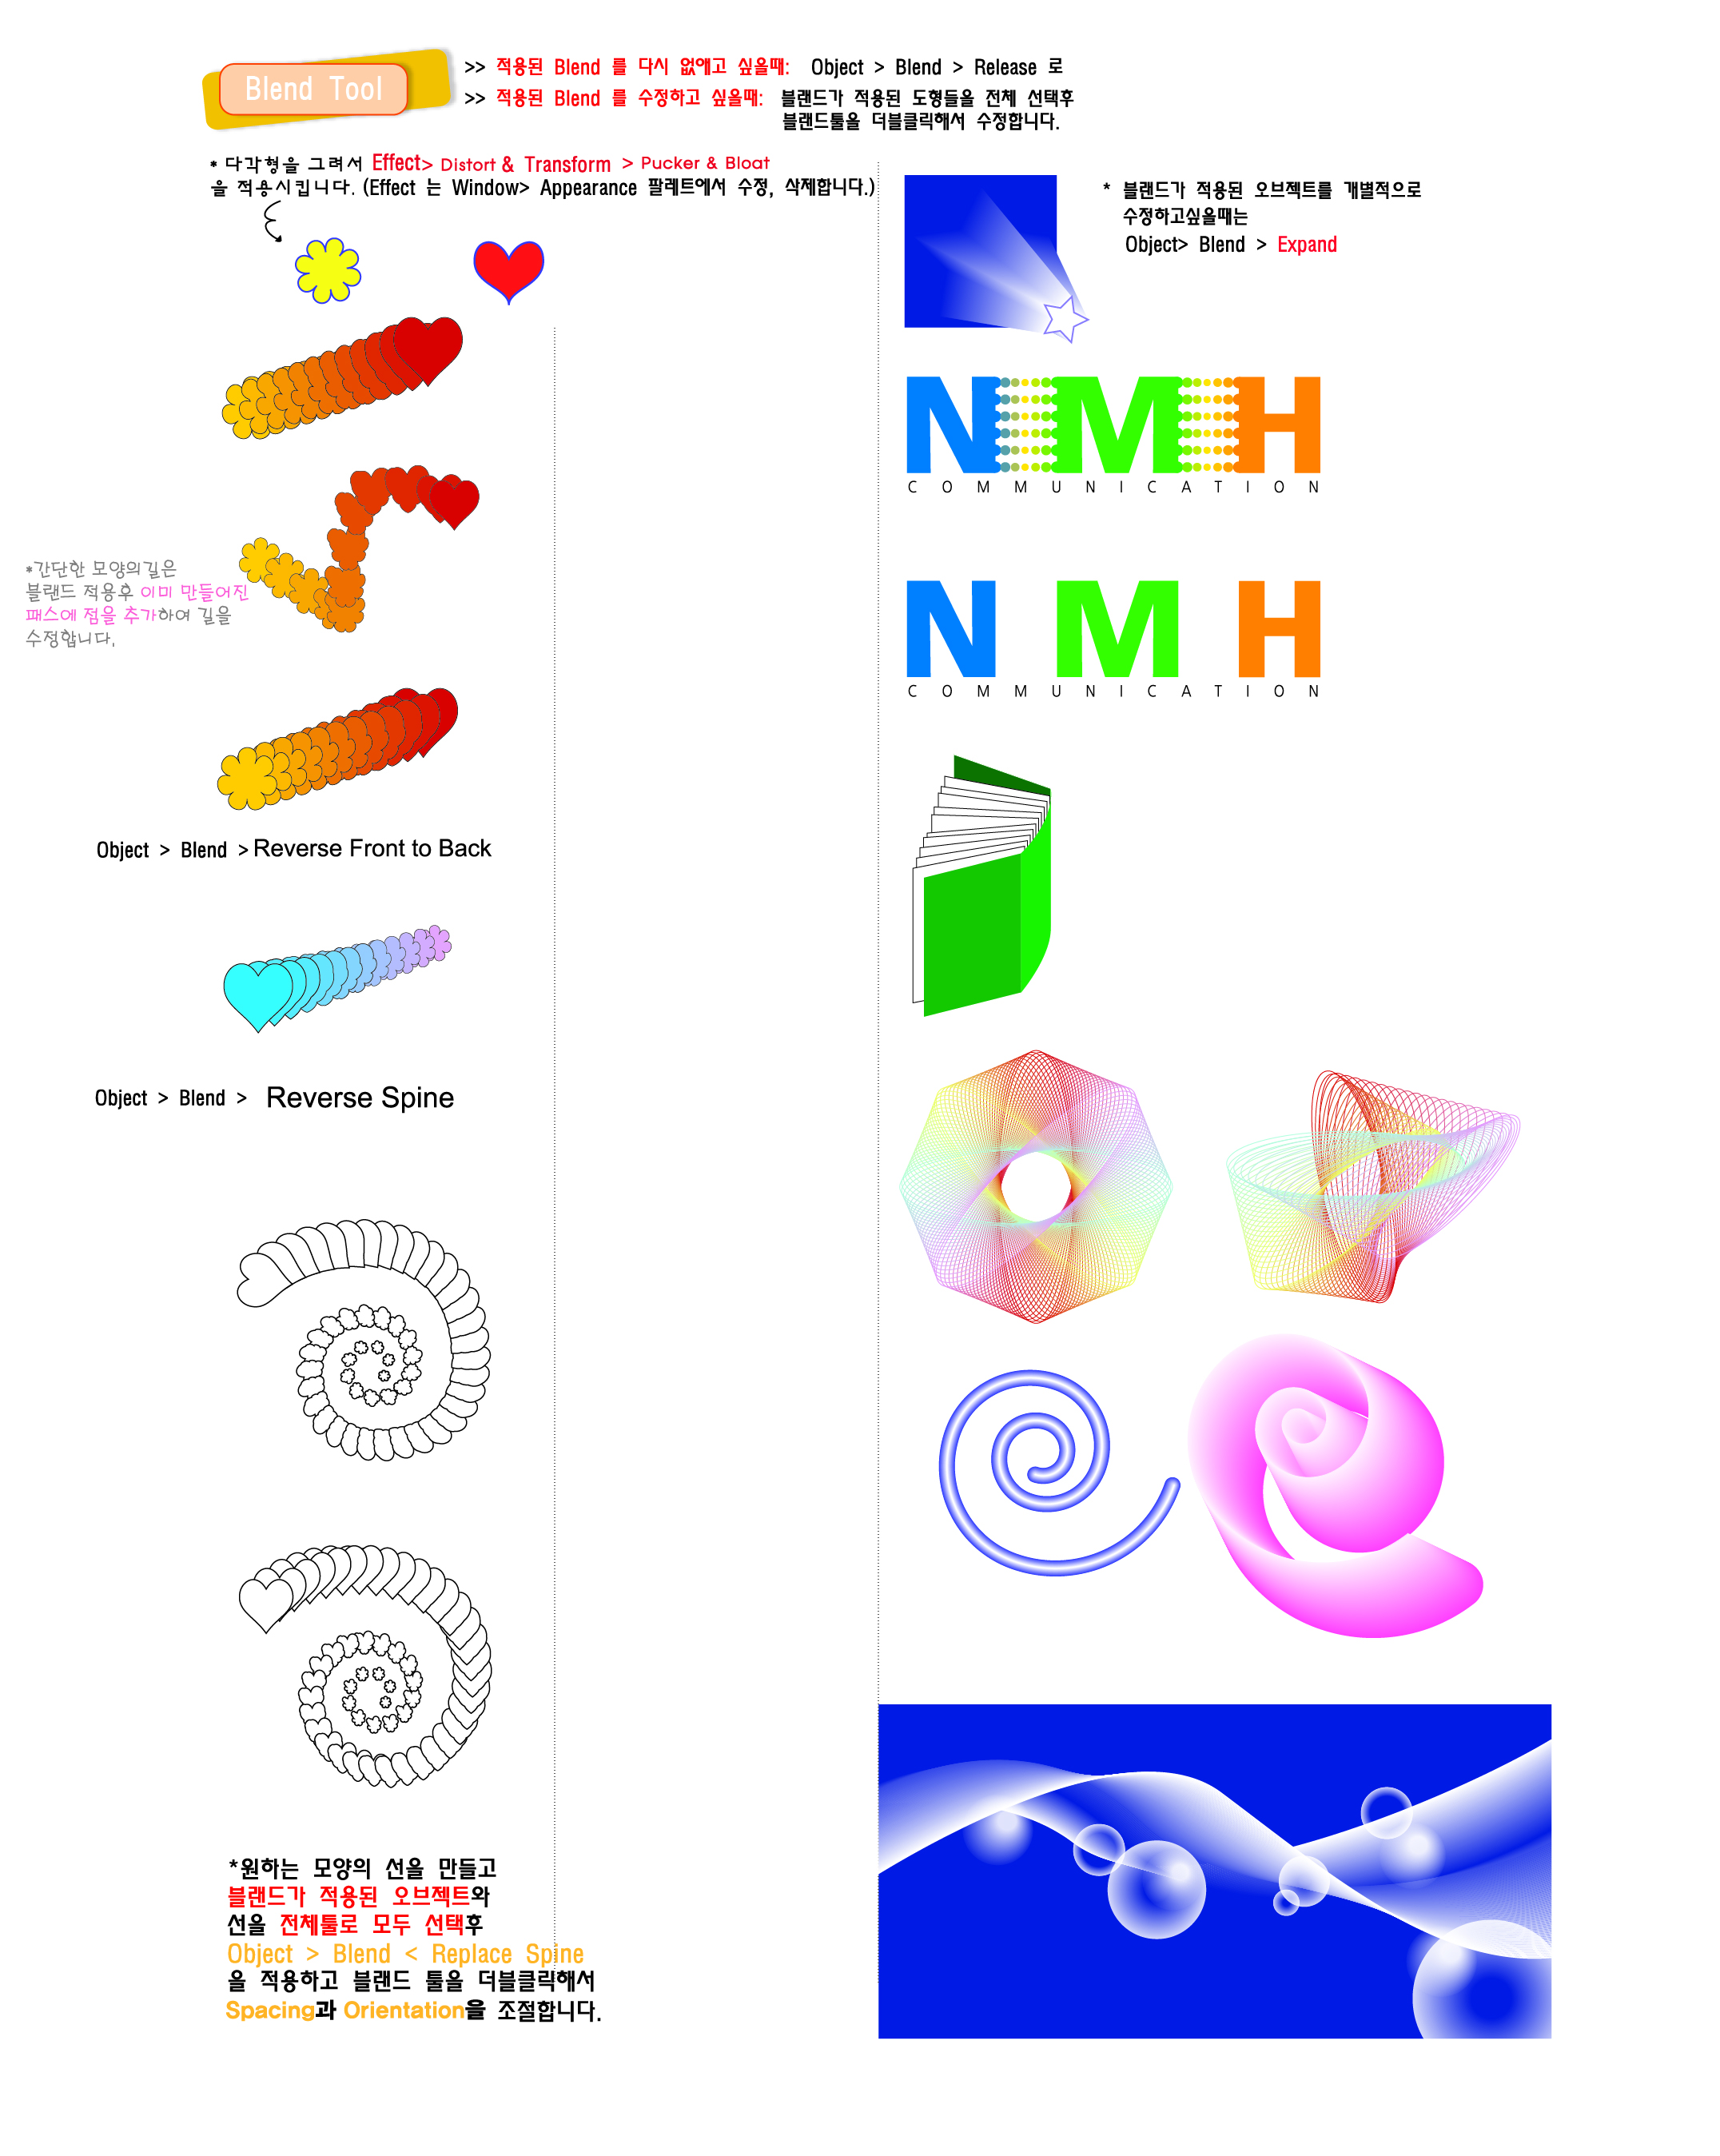 Blend Tool
>> 적용된 Blend 를 다시 없애고 싶을때: Object > Blend > Release 로
>> 적용된 Blend 를 수정하고 싶을때: 블랜드가 적용된 도형들을 전체 선택후
블랜드툴을 더블클릭해서 수정합니다.
* 다각형을 그려서 Effect> Distort & Transform > Pucker & Bloat
을 적용시킵니다. (Effect 는 Window> Appearance 팔레트에서 수정, 삭제합니다.)
* 블랜드가 적용된 오브젝트를 개별적으로
수정하고싶을때는
Object> Blend > Expand
NMH
COMMUNICATION
*간단한 모양의길은
블랜드 적용후 이미 만들어진
패스에 점을 추가하여 길을
수정합니다.
NMH
COMMUNICATION
Object > Blend > Reverse Front to Back
Object > Blend > Reverse Spine
*원하는 모양의 선을 만들고
블랜드가 적용된 오브젝트와
선을 전체툴로 모두 선택후
Object > Blend < Replace Spine
을 적용하고 블랜드 툴을 더블클릭해서
Spacing과 Orientation을 조절합니다.